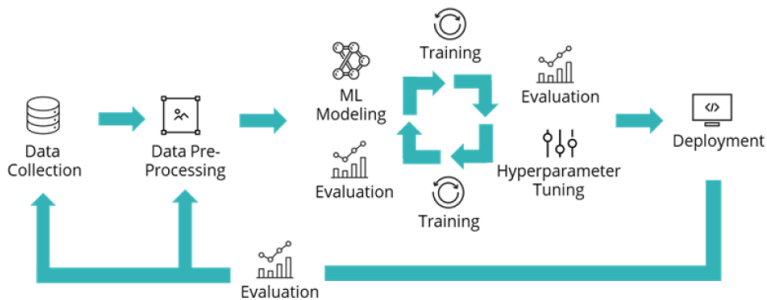 Data
Collection
Data Pre-
Processing
ML
Modeling
Training
Evaluation
Hyperparameter
Tuning
Training
Evaluation
</>
Deployment
Evaluation